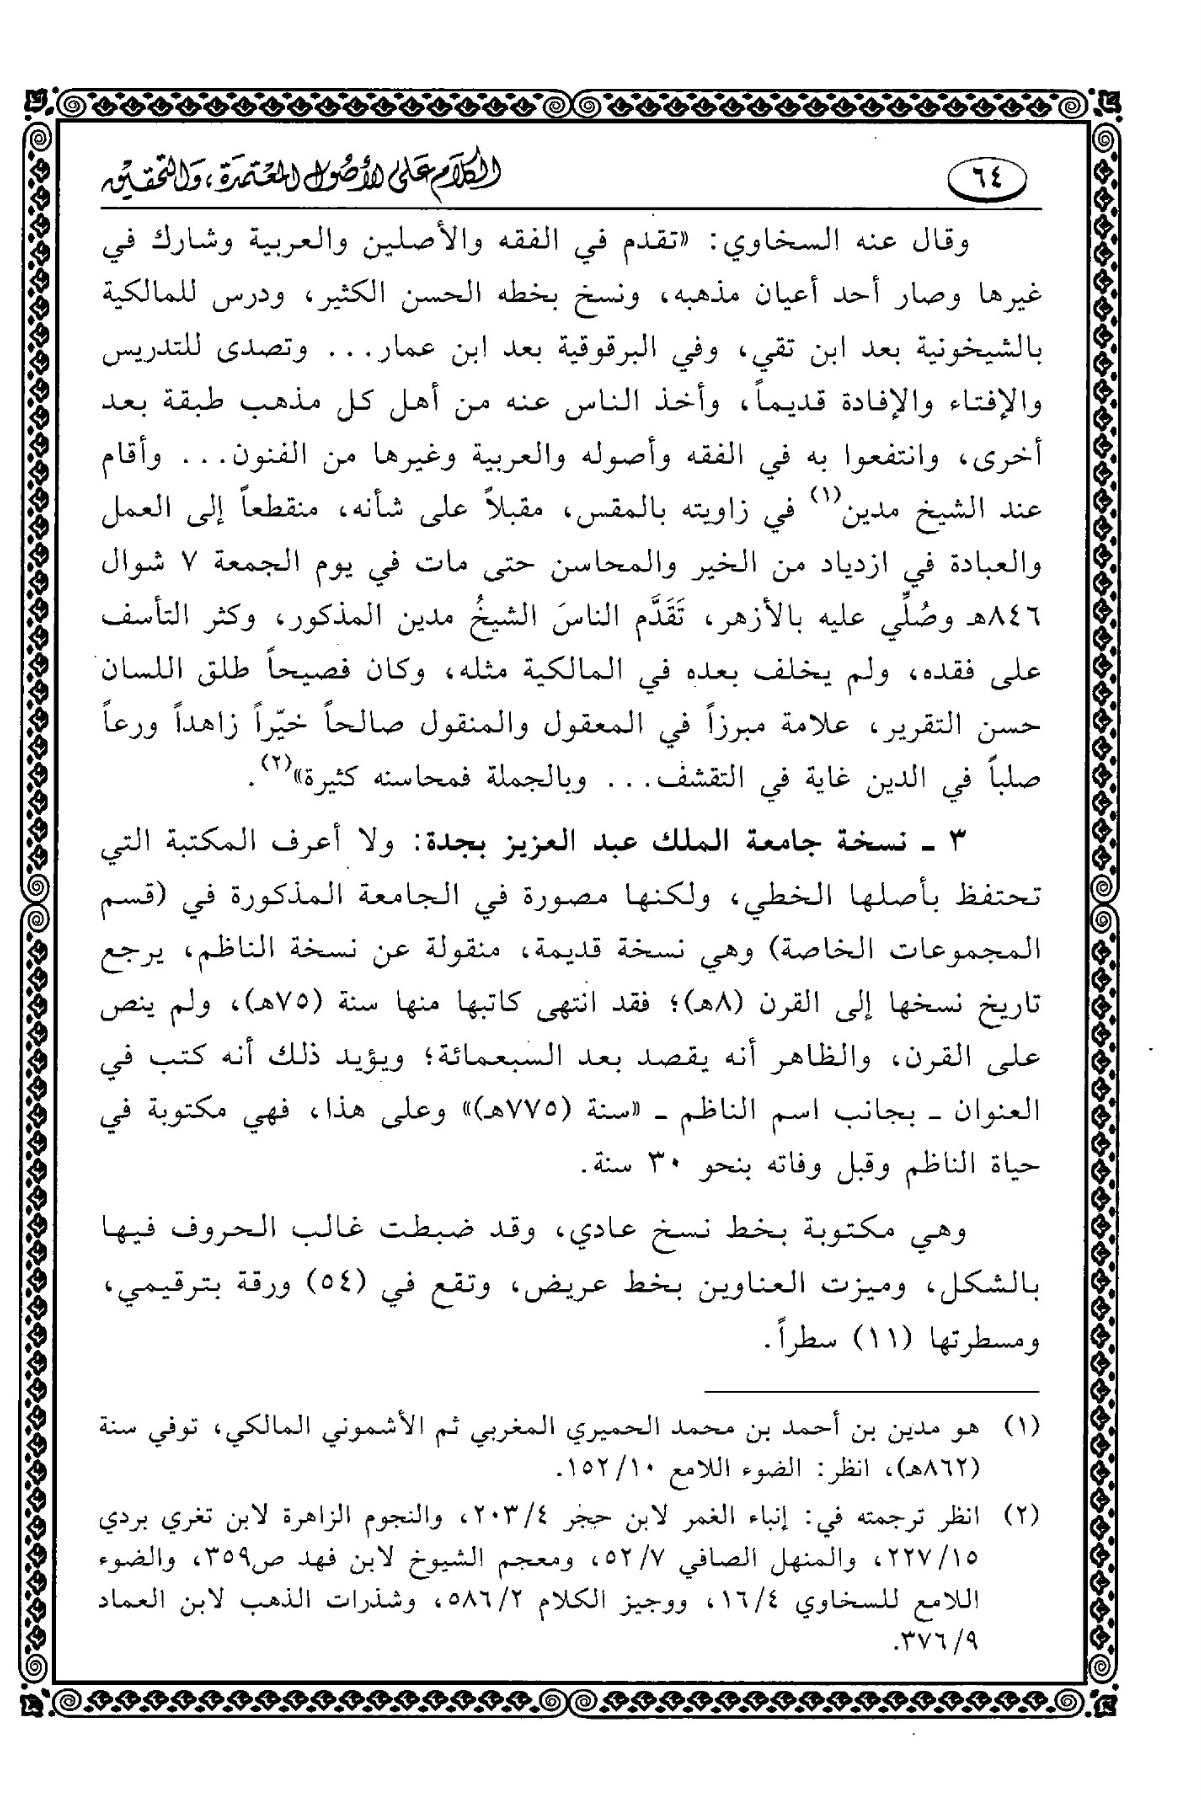 ٦٤
الكلام على الأصول المعتمدة، والتحقيق
وقال عنه السخاوي: «تقدم في الفقه والأصلين والعربية وشارك في
غيرها وصار أحد أعيان مذهبه، ونسخ بخطه الحسن الكثير، ودرس للمالكية
بالشيخونية بعد ابن تقي، وفي البرقوقية بعد ابن عمار... وتصدى للتدريس
والإفتاء والإفادة قديماً، وأخذ الناس عنه من أهل كل مذهب طبقة بعد
أخرى، وانتفعوا به في الفقه وأصوله والعربية وغيرها من الفنون... وأقام
عند الشيخ مدين(١) في زاويته بالمقس، مقبلاً على شأنه، منقطعاً إلى العمل
والعبادة في ازدياد من الخير والمحاسن حتى مات في يوم الجمعة ٧ شوال
٨٤٦هـ وصُلِّي عليه بالأزهر، تَقَدَّم الناسَ الشيخُ مدين المذكور، وكثر التأسف
على فقده، ولم يخلف بعده في المالكية مثله، وكان فصيحاً طلق اللسان
حسن التقرير، علامة مبرزاً في المعقول والمنقول صالحاً خيّراً زاهداً ورعاً
صلباً في الدين غاية في التقشف... وبالجملة فمحاسنه كثيرة»(٢).
٣ ـ نسخة جامعة الملك عبد العزيز بجدة: ولا أعرف المكتبة التي
تحتفظ بأصلها الخطي، ولكنها مصورة في الجامعة المذكورة في (قسم
المجموعات الخاصة) وهي نسخة قديمة، منقولة عن نسخة الناظم، يرجع
تاريخ نسخها إلى القرن (٨هـ)؛ فقد انتهى كاتبها منها سنة (٧٥هـ)، ولم ينص
على القرن، والظاهر أنه يقصد بعد السبعمائة؛ ويؤيد ذلك أنه كتب في
العنوان ـ بجانب اسم الناظم ـ «سنة (٧٧٥هـ)» وعلى هذا، فهي مكتوبة في
حياة الناظم وقبل وفاته بنحو ٣٠ سنة.
وهي مكتوبة بخط نسخ عادي، وقد ضبطت غالب الحروف فيها
بالشكل، وميزت العناوين بخط عريض، وتقع في (٥٤) ورقة بترقيمي،
ومسطرتها (١١) سطراً.
(١) هو مدين بن أحمد بن محمد الحميري المغربي ثم الأشموني المالكي، توفي سنة
(٨٦٢هـ)، انظر: الضوء اللامع ١٥٢/١٠.
(٢) انظر ترجمته في: إنباء الغمر لابن حجر ٢٠٣/٤، والنجوم الزاهرة لابن تغري بردي
٢٢٧/١٥، والمنهل الصافي ٥٢/٧، ومعجم الشيوخ لابن فهد ص٣٥٩، والضوء
اللامع للسخاوي ١٦/٤، ووجيز الكلام ٥٨٦/٢، وشذرات الذهب لابن العماد
٣٧٦/٩.